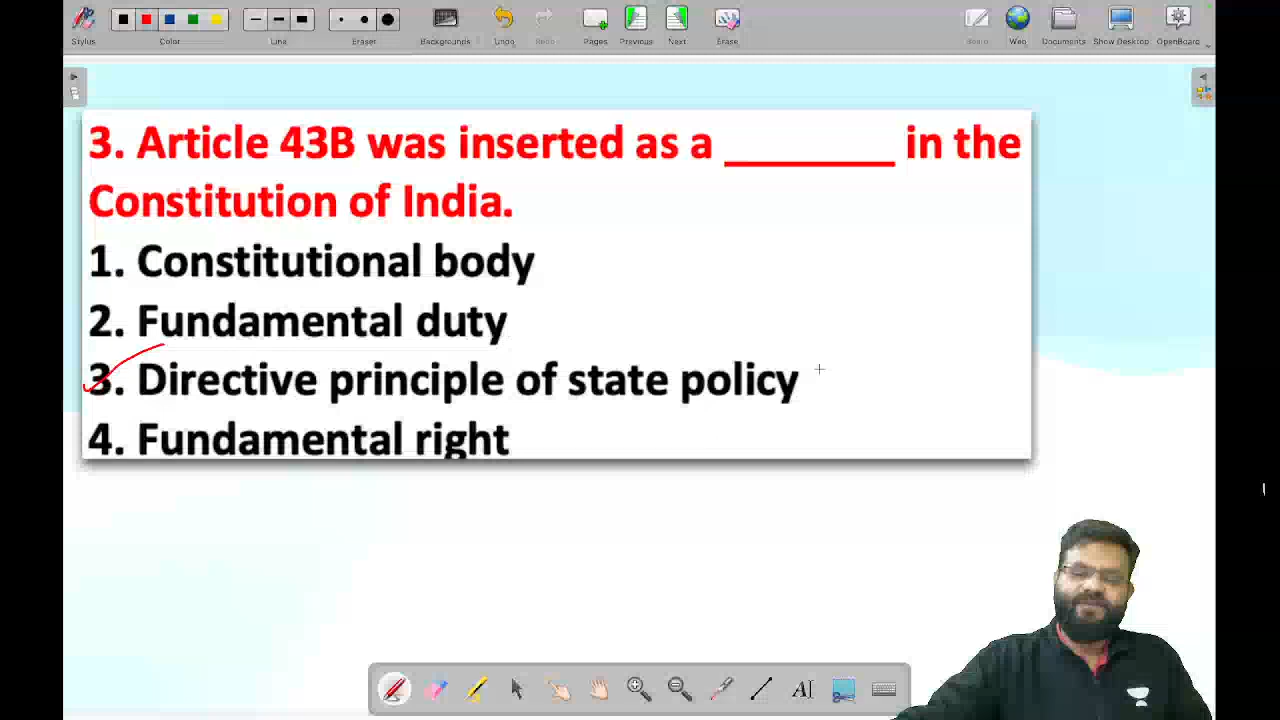 Stylus
Color
Line
Eraser
Backgrounds
Undo
Redo
Pages
Previous
Next
Erase
Board
Web
Documents
Show Desktop
OpenBoard
3. Article 43B was inserted as a ________ in the
Constitution of India.
1. Constitutional body
2. Fundamental duty
3. Directive principle of state policy
4. Fundamental right